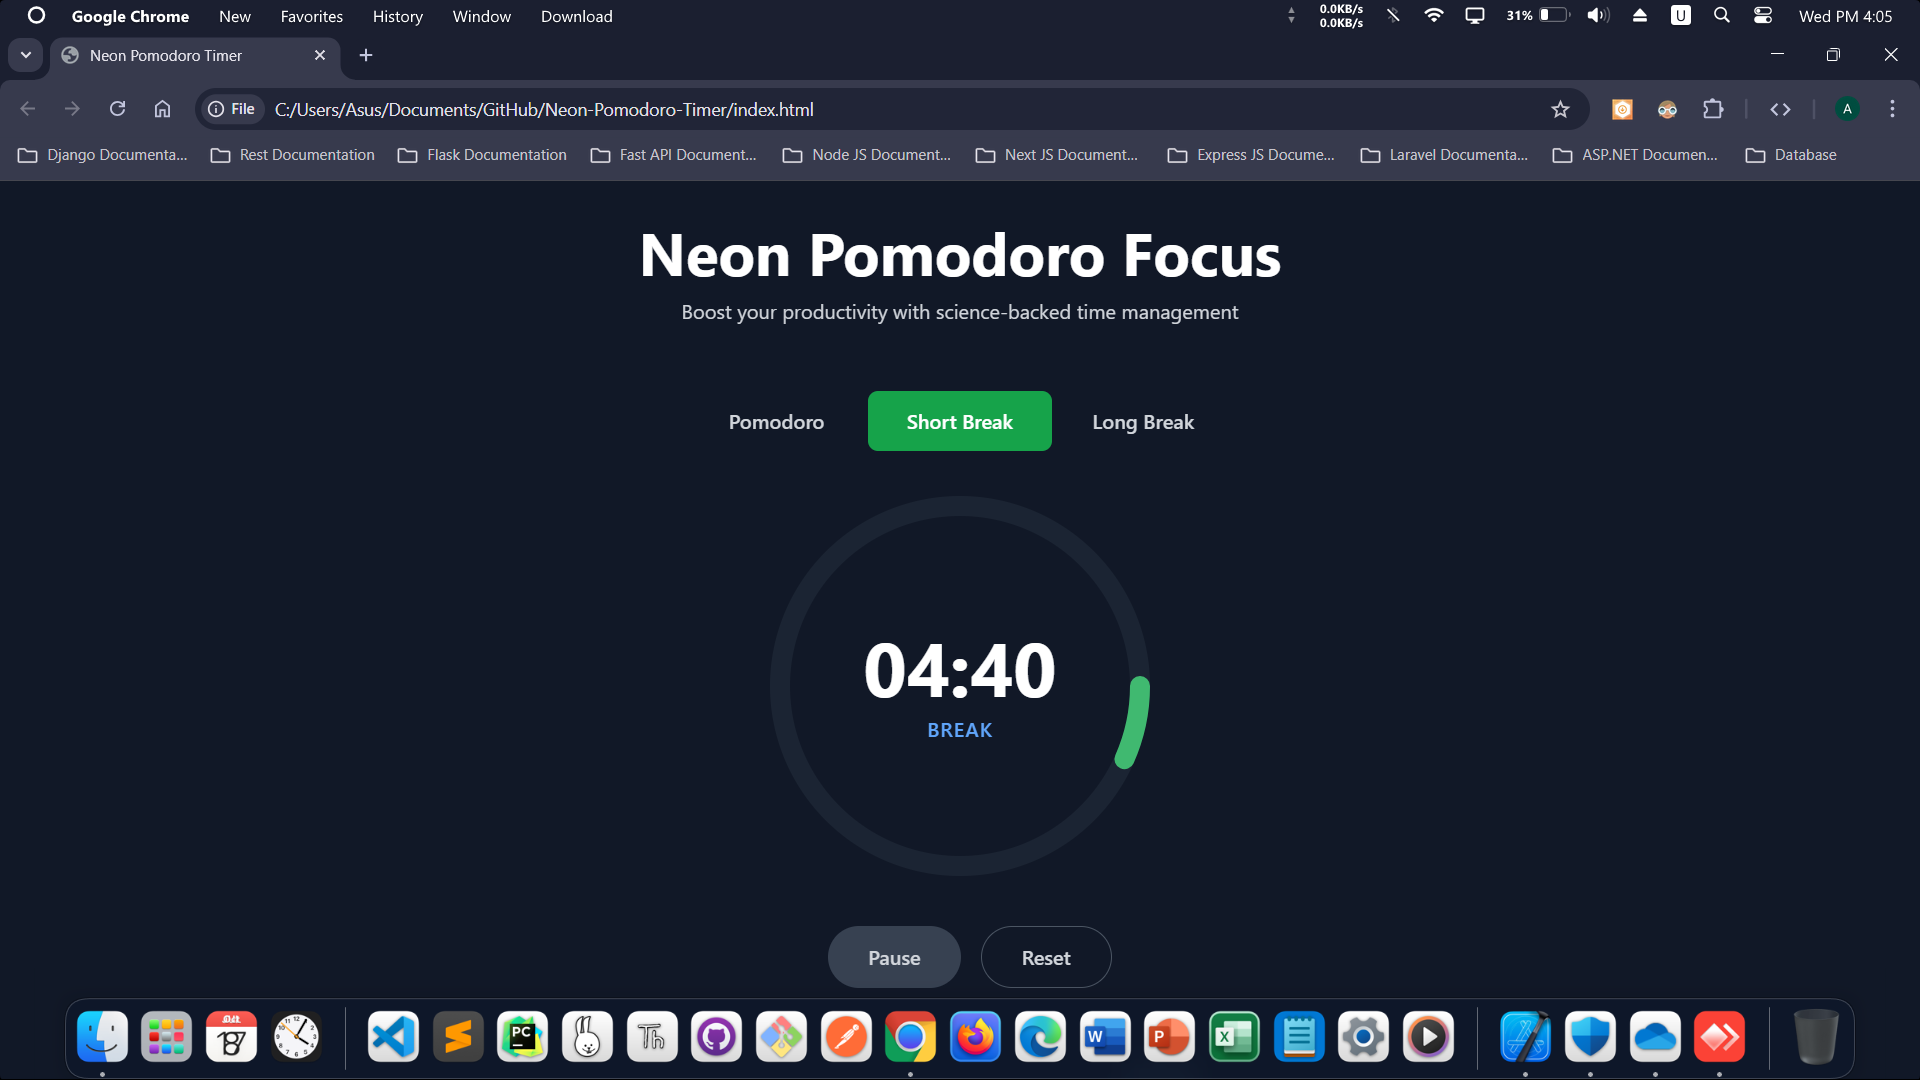 Google Chrome New Favorites History Window Download 0.0KB/s 31% U Wed PM 4:05
0.0KB/s
Neon Pomodoro Timer
File C:/Users/Asus/Documents/GitHub/Neon-Pomodoro-Timer/index.html A
Django Documenta... Rest Documentation Flask Documentation Fast API Document... Node JS Document... Next JS Document... Express JS Docume... Laravel Documenta... ASP.NET Documen... Database
Neon Pomodoro Focus
Boost your productivity with science-backed time management
Pomodoro Short Break Long Break
04:40
BREAK
Pause Reset
PC Th W P X